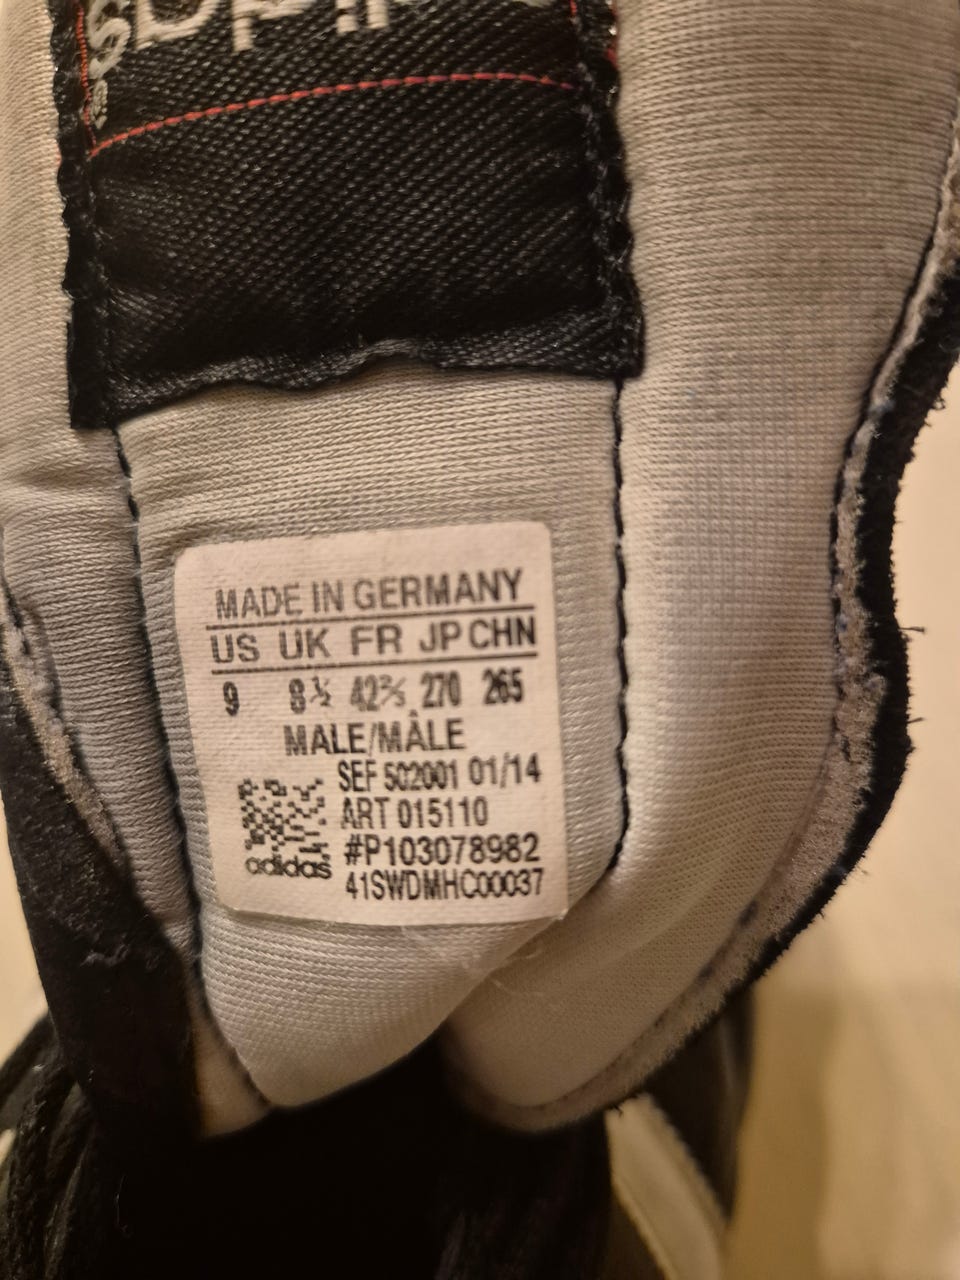 adidas
MADE IN GERMANY
US UK FR JP CHN
9 8½ 42⅔ 270 265
MALE/MÂLE
SEF 502001 01/14
ART 015110
#P103078982
adidas
41SWDMHC00037